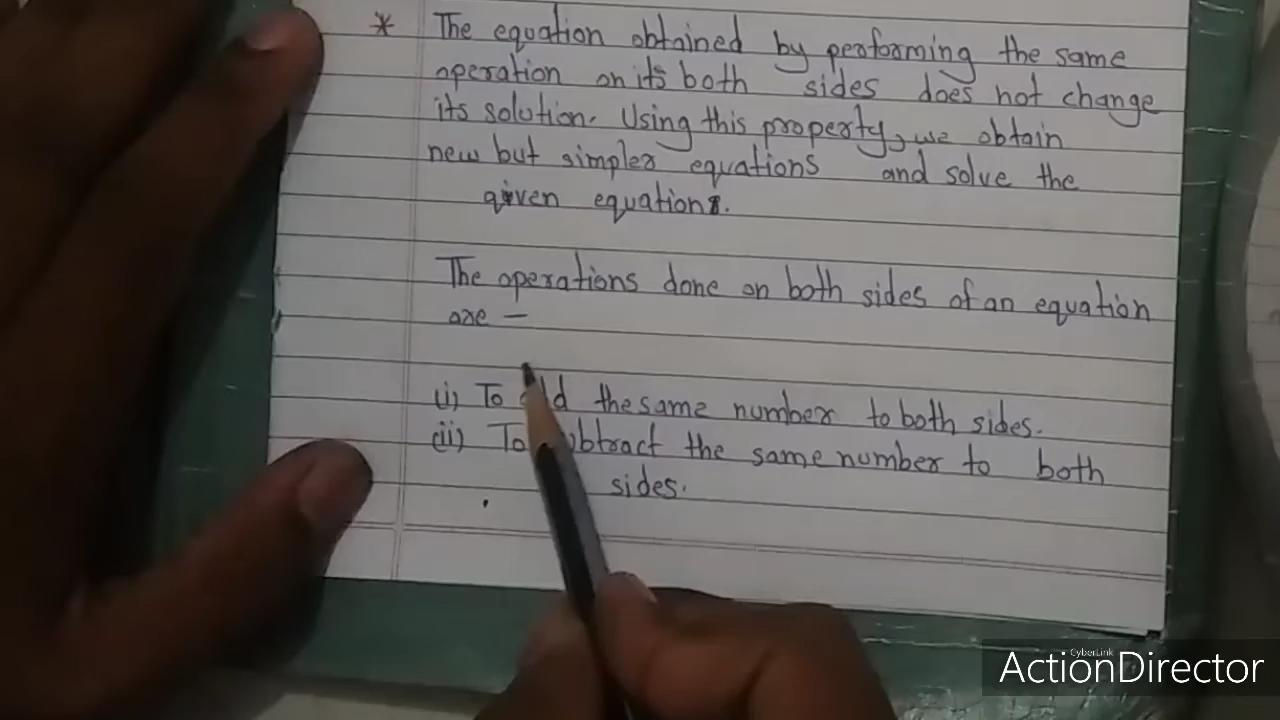 * The equation obtained by performing the same
operation on its both sides does not change
its solution. Using this property, we obtain
new but simpler equations and solve the
given equation.
The operations done on both sides of an equation
are —
(i) To add the same number to both sides.
(ii) To subtract the same number to both
sides.
CyberLink
ActionDirector